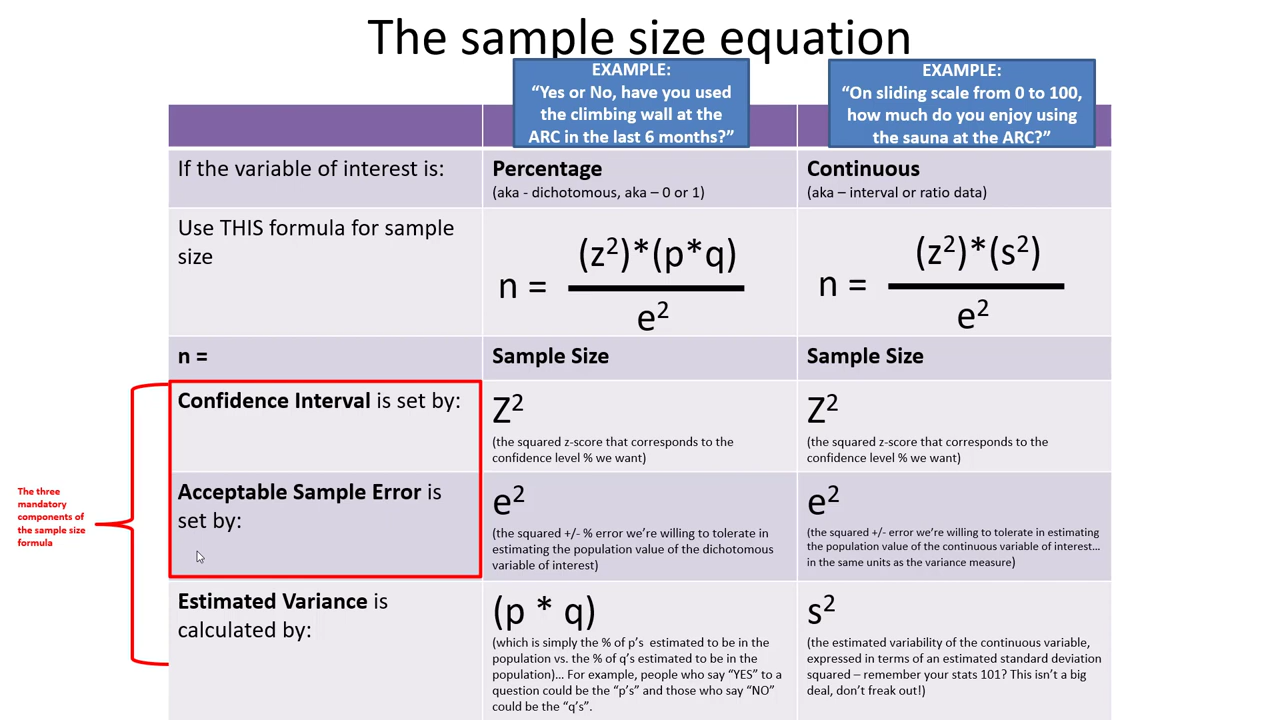 The sample size equation
EXAMPLE:
“Yes or No, have you used
the climbing wall at the
ARC in the last 6 months?”
EXAMPLE:
“On sliding scale from 0 to 100,
how much do you enjoy using
the sauna at the ARC?”
If the variable of interest is:
Percentage
(aka - dichotomous, aka – 0 or 1)
Continuous
(aka – interval or ratio data)
Use THIS formula for sample
size
n =
(z²)*(p*q)
e²
n =
(z²)*(s²)
e²
n =
Sample Size
Sample Size
Confidence Interval is set by:
Z²
(the squared z-score that corresponds to the
confidence level % we want)
Z²
(the squared z-score that corresponds to the
confidence level % we want)
The three
mandatory
components of
the sample size
formula
Acceptable Sample Error is
set by:
e²
(the squared +/- % error we’re willing to tolerate in
estimating the population value of the dichotomous
variable of interest)
e²
(the squared +/- error we’re willing to tolerate in estimating
the population value of the continuous variable of interest…
in the same units as the variance measure)
Estimated Variance is
calculated by:
(p * q)
(which is simply the % of p’s  estimated to be in the
population vs. the % of q’s estimated to be in the
population)… For example, people who say “YES” to a
question could be the “p’s” and those who say “NO”
could be the “q’s”.
s²
(the estimated variability of the continuous variable,
expressed in terms of an estimated standard deviation
squared – remember your stats 101? This isn’t a big
deal, don’t freak out!)